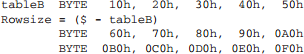 tableB BYTE 10h, 20h, 30h, 40h, 50h
Rowsize = ($ - tableB)
BYTE 60h, 70h, 80h, 90h, 0A0h
BYTE 0B0h, 0C0h, 0D0h, 0E0h, 0F0h